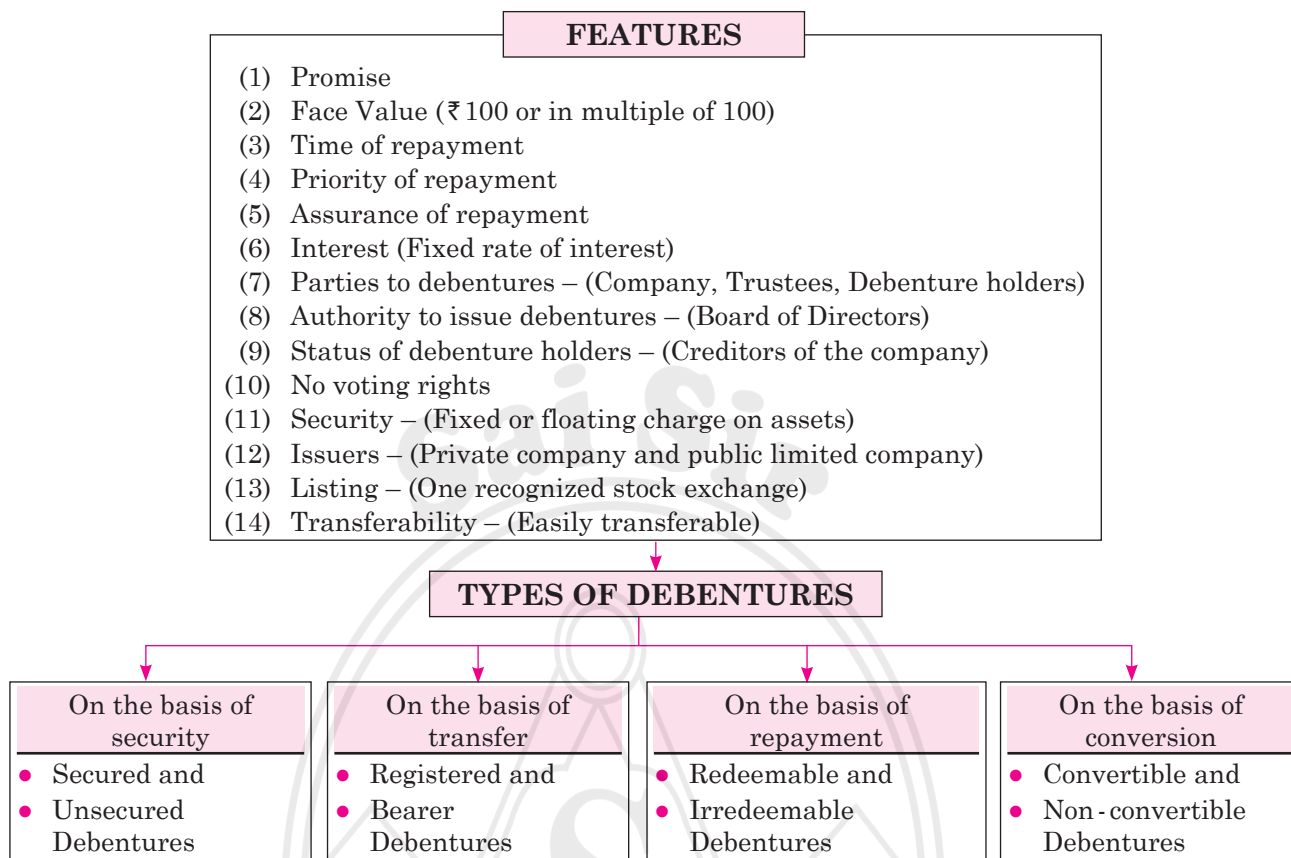 FEATURES
(1) Promise
(2) Face Value (₹100 or in multiple of 100)
(3) Time of repayment
(4) Priority of repayment
(5) Assurance of repayment
(6) Interest (Fixed rate of interest)
(7) Parties to debentures – (Company, Trustees, Debenture holders)
(8) Authority to issue debentures – (Board of Directors)
(9) Status of debenture holders – (Creditors of the company)
(10) No voting rights
(11) Security – (Fixed or floating charge on assets)
(12) Issuers – (Private company and public limited company)
(13) Listing – (One recognized stock exchange)
(14) Transferability – (Easily transferable)
Sai Sir
TYPES OF DEBENTURES
On the basis of
security
● Secured and
● Unsecured
Debentures
On the basis of
transfer
● Registered and
● Bearer
Debentures
On the basis of
repayment
● Redeemable and
● Irredeemable
Debentures
On the basis of
conversion
● Convertible and
● Non-convertible
Debentures